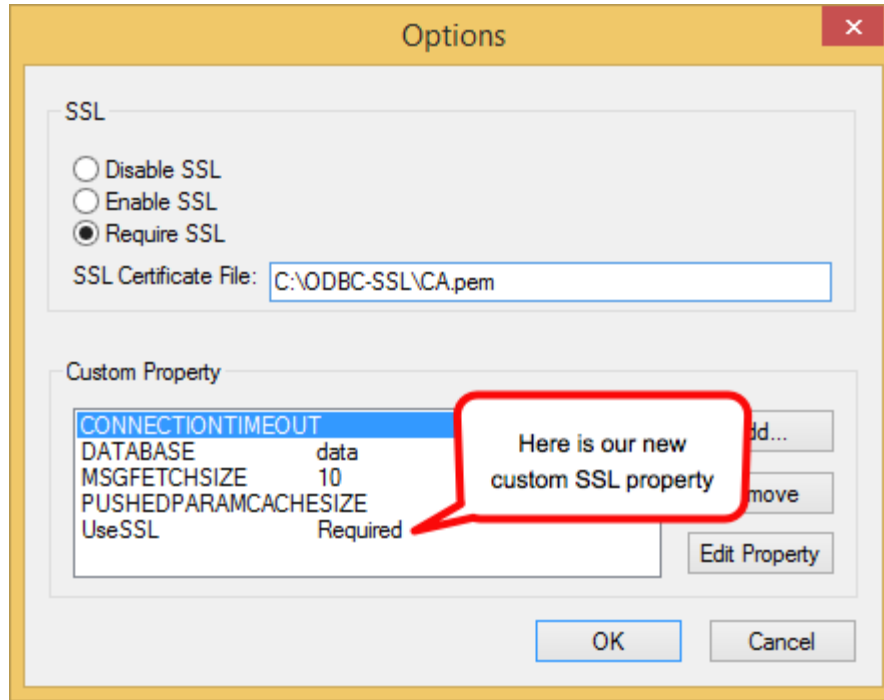 Options
SSL
Disable SSL
Enable SSL
Require SSL
SSL Certificate File: C:\ODBC-SSL\CA.pem
Custom Property
CONNECTIONTIMEOUT
DATABASE data
MSGFETCHSIZE 10
PUSHEDPARAMCACHESIZE
UseSSL Required
Here is our new
custom SSL property
Edit Property
OK Cancel